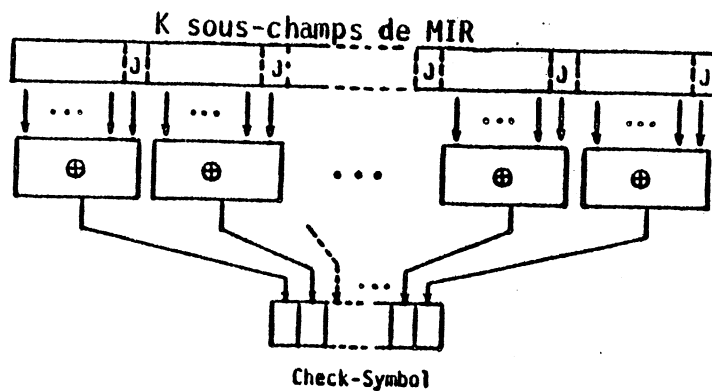 K sous-champs de MIR
J J J J J
••• ••• ••• •••
⊕ ⊕ ••• ⊕ ⊕
•••
Check-Symbol